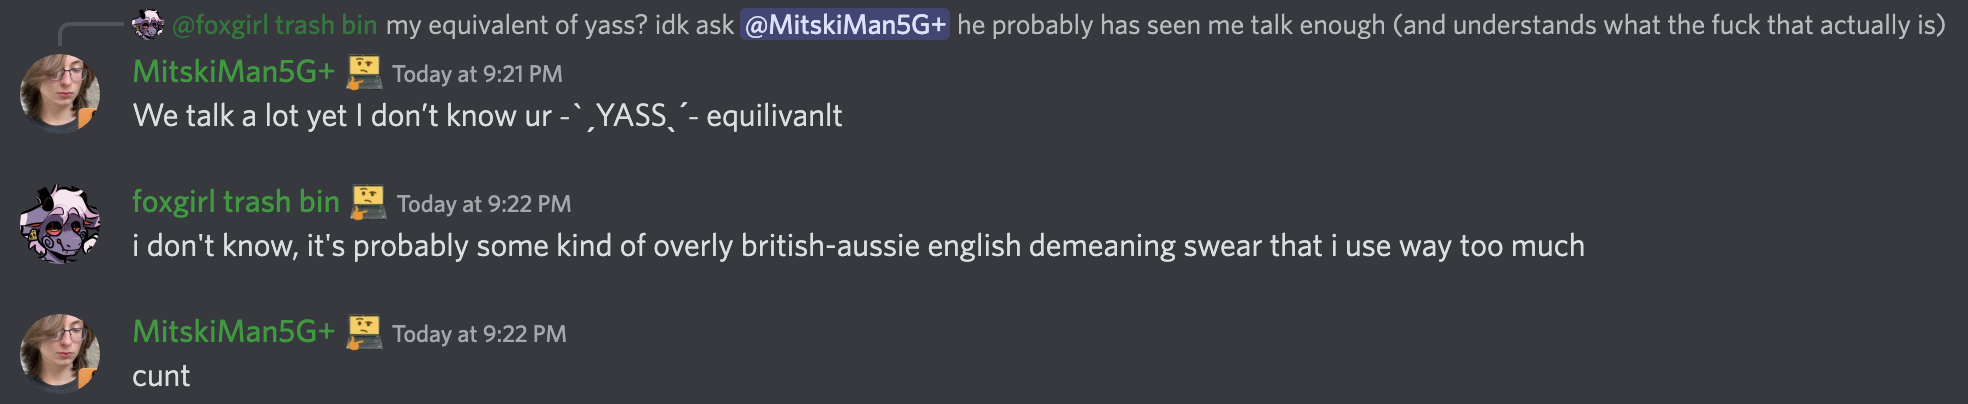 @foxgirl trash bin my equivalent of yass? idk ask @MitskiMan5G+ he probably has seen me talk enough (and understands what the fuck that actually is)
MitskiMan5G+ Today at 9:21 PM
We talk a lot yet I don’t know ur -`ˏYASSˎ´- equilivanlt
foxgirl trash bin Today at 9:22 PM
i don't know, it's probably some kind of overly british-aussie english demeaning swear that i use way too much
MitskiMan5G+ Today at 9:22 PM
cunt